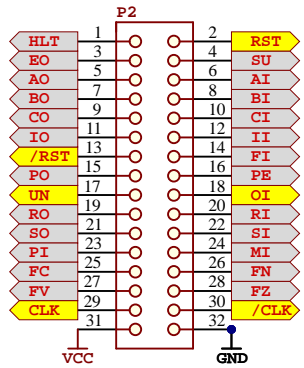 P2
HLT 1 2 RST
EO 3 4 SU
AO 5 6 AI
BO 7 8 BI
CO 9 10 CI
IO 11 12 II
/RST 13 14 FI
PO 15 16 PE
UN 17 18 OI
RO 19 20 RI
SO 21 22 SI
PI 23 24 MI
FC 25 26 FN
FV 27 28 FZ
CLK 29 30 /CLK
31 32
VCC GND